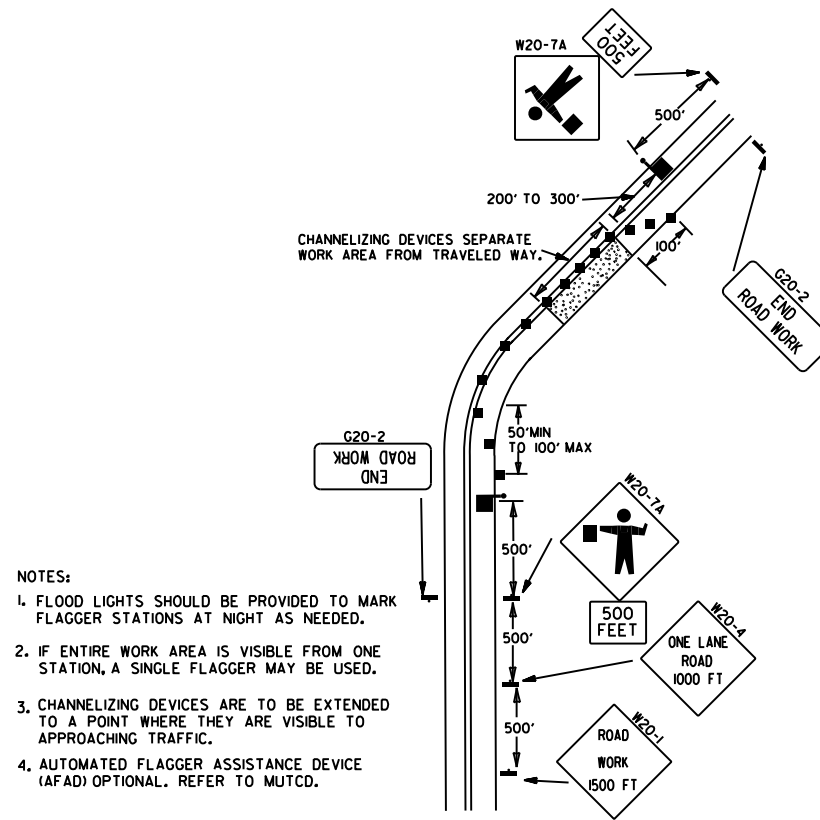 W20-7A
500
FEET
500'
200' TO 300'
CHANNELIZING DEVICES SEPARATE
WORK AREA FROM TRAVELED WAY.
100'
G20-2
END
ROAD WORK
G20-2
END
ROAD WORK
50'MIN
TO 100' MAX
W20-7A
500'
500
FEET
500'
W20-4
ONE LANE
ROAD
1000 FT
500'
W20-1
ROAD
WORK
1500 FT
NOTES:
1. FLOOD LIGHTS SHOULD BE PROVIDED TO MARK
FLAGGER STATIONS AT NIGHT AS NEEDED.
2. IF ENTIRE WORK AREA IS VISIBLE FROM ONE
STATION, A SINGLE FLAGGER MAY BE USED.
3. CHANNELIZING DEVICES ARE TO BE EXTENDED
TO A POINT WHERE THEY ARE VISIBLE TO
APPROACHING TRAFFIC.
4. AUTOMATED FLAGGER ASSISTANCE DEVICE
(AFAD) OPTIONAL. REFER TO MUTCD.